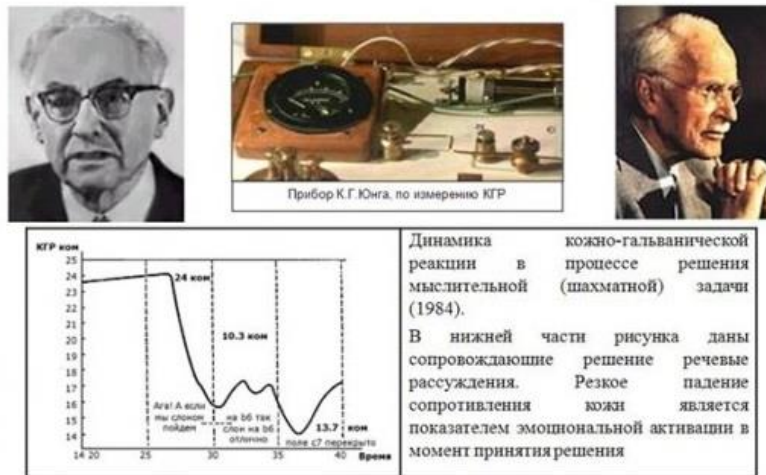 Прибор К.Г.Юнга, по измерению КГР
КГР ком
25
24
23
22
21
20
19
18
17
16
15
14
24 ком
10.3 ком
13.7 ком
Ага! А если
мы слоном
пойдем
на b6 так
слон на b6
отлично
поле с7 перекрыто
14 20 25 30 35 40
Время
Динамика кожно-гальванической
реакции в процессе решения
мыслительной (шахматной) задачи
(1984).
В нижней части рисунка даны
сопровождающие решение речевые
рассуждения. Резкое падение
сопротивления кожи является
показателем эмоциональной активации в
момент принятия решения